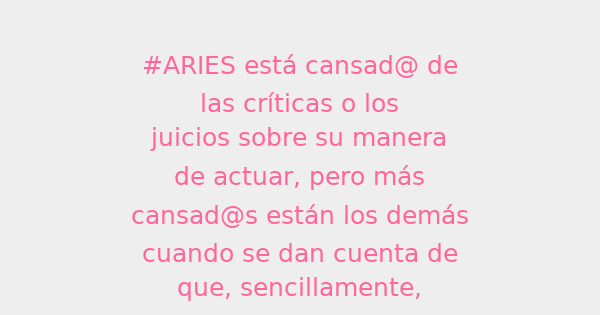 #ARIES está cansad@ de
las críticas o los
juicios sobre su manera
de actuar, pero más
cansad@s están los demás
cuando se dan cuenta de
que, sencillamente,